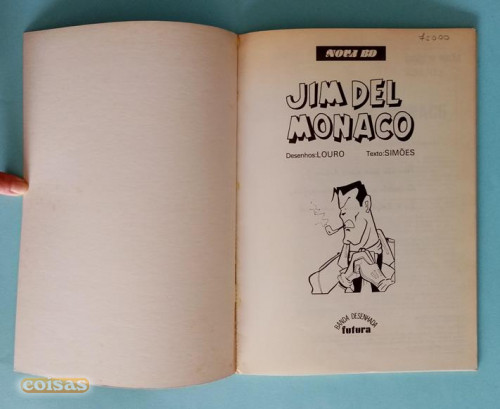 NOVA BD
JIM DEL
MONACO
Desenhos: LOURO Texto: SIMÕES
BANDA DESENHADA
futura
coisas